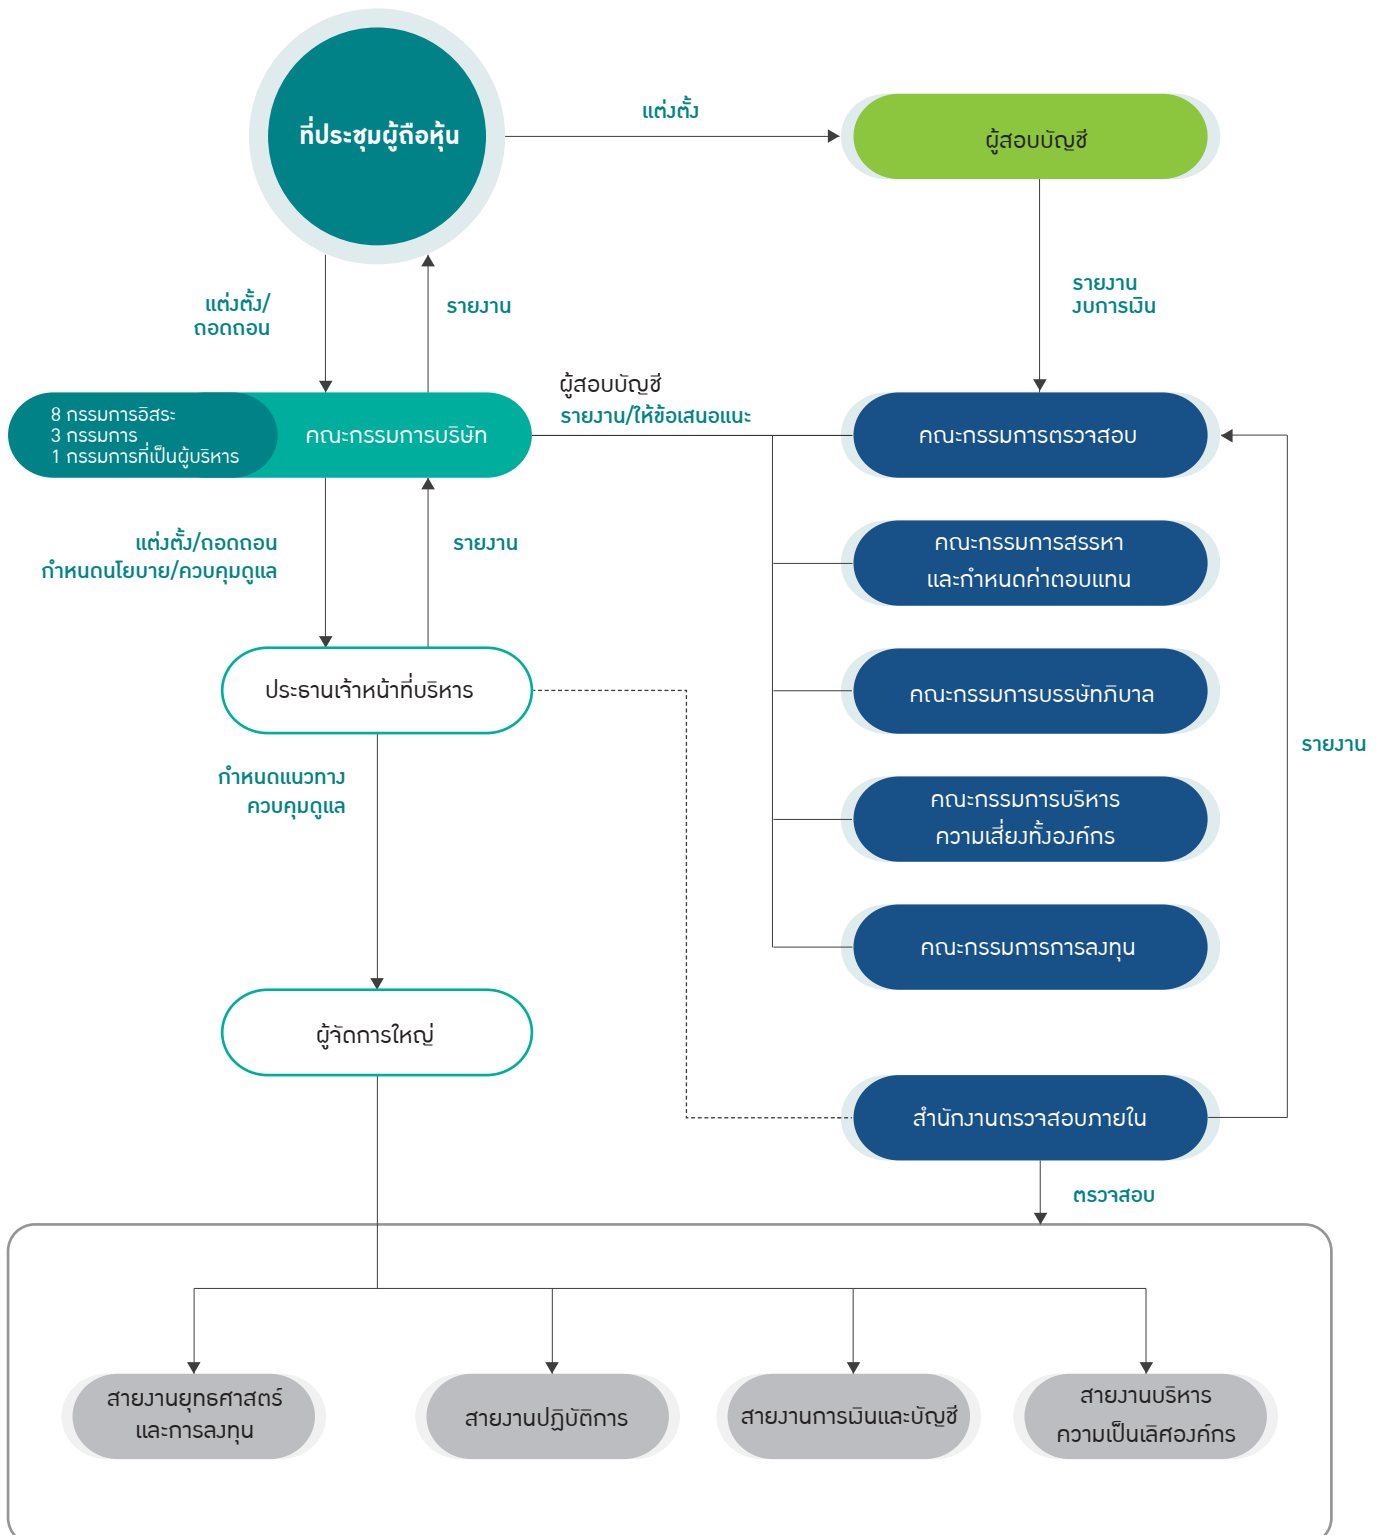 ที่ประชุมผู้ถือหุ้น
แต่งตั้ง
ผู้สอบบัญชี
แต่งตั้ง/
ถอดถอน
รายงาน
รายงาน
งบการเงิน
8 กรรมการอิสระ
3 กรรมการ
1 กรรมการที่เป็นผู้บริหาร
คณะกรรมการบริษัท
ผู้สอบบัญชี
รายงาน/ให้ข้อเสนอแนะ
คณะกรรมการตรวจสอบ
แต่งตั้ง/ถอดถอน
กำหนดนโยบาย/ควบคุมดูแล
รายงาน
คณะกรรมการสรรหา
และกำหนดค่าตอบแทน
ประธานเจ้าหน้าที่บริหาร
คณะกรรมการบรรษัทภิบาล
รายงาน
กำหนดแนวทาง
ควบคุมดูแล
คณะกรรมการบริหาร
ความเสี่ยงทั้งองค์กร
คณะกรรมการการลงทุน
ผู้จัดการใหญ่
สำนักงานตรวจสอบภายใน
ตรวจสอบ
สายงานยุทธศาสตร์
และการลงทุน
สายงานปฏิบัติการ
สายงานการเงินและบัญชี
สายงานบริหาร
ความเป็นเลิศองค์กร